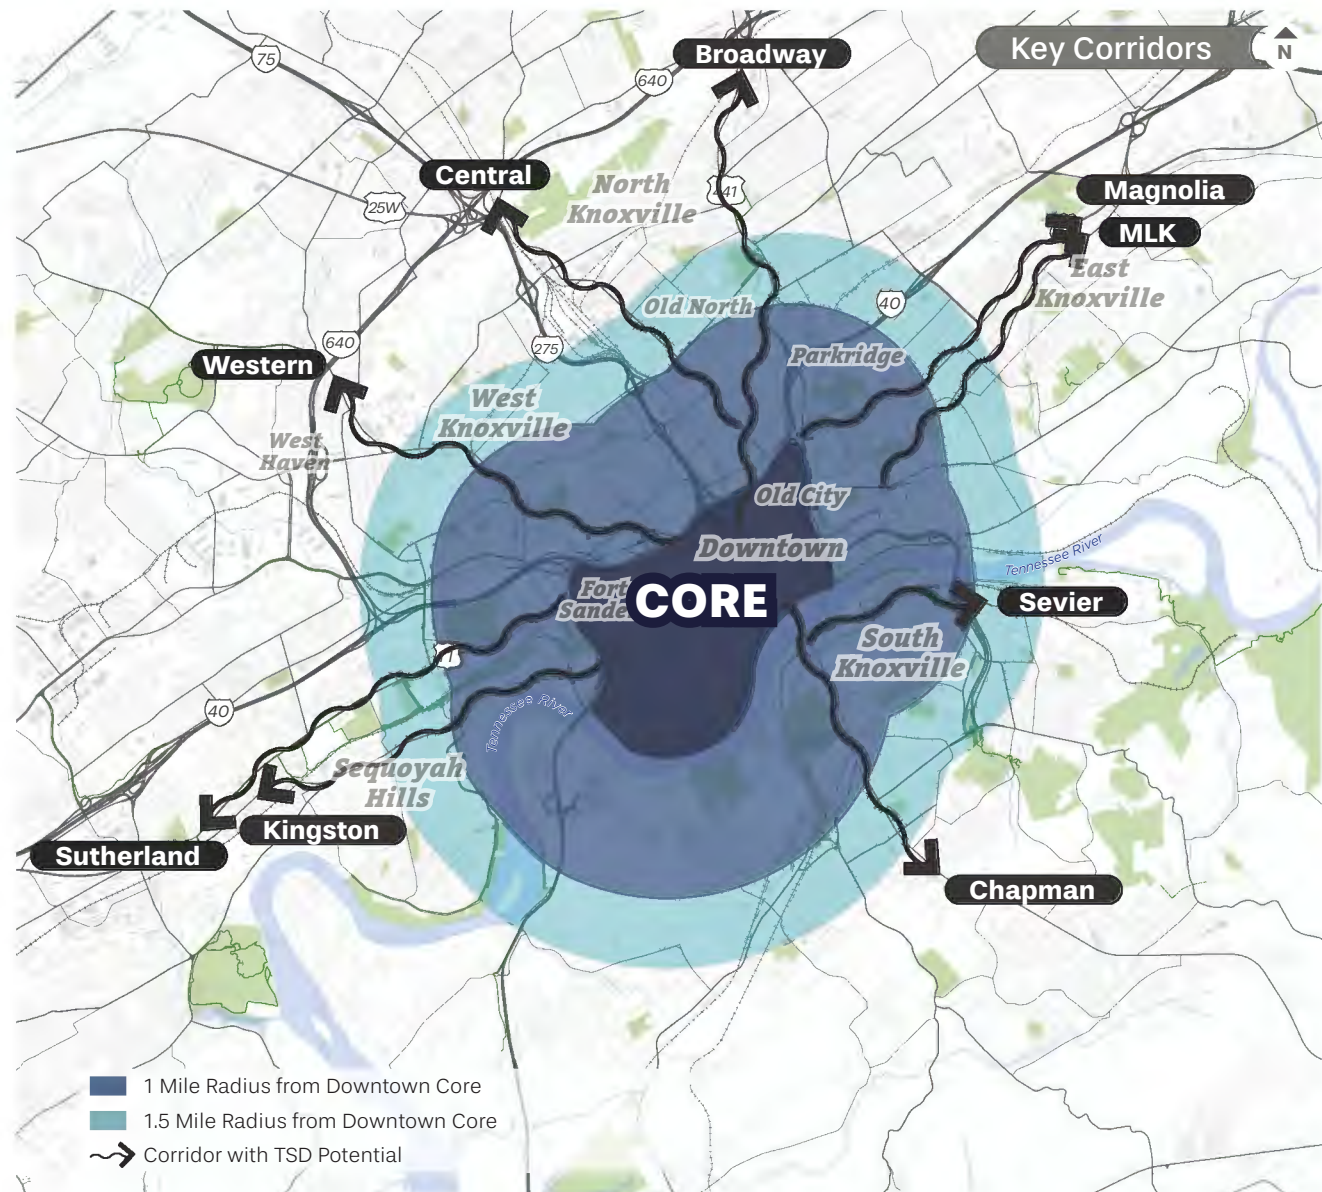 Key Corridors
N
Broadway
75
640
Central
North
Knoxville
25W
441
Magnolia
MLK
East
Knoxville
Old North
40
640
275
Western
Parkridge
West
Knoxville
West
Haven
Old City
Downtown
Tennessee River
Fort
CORE
Sevier
South
Knoxville
Tennessee River
40
Sequoyah
Hills
Kingston
Sutherland
Chapman
1 Mile Radius from Downtown Core
1.5 Mile Radius from Downtown Core
Corridor with TSD Potential